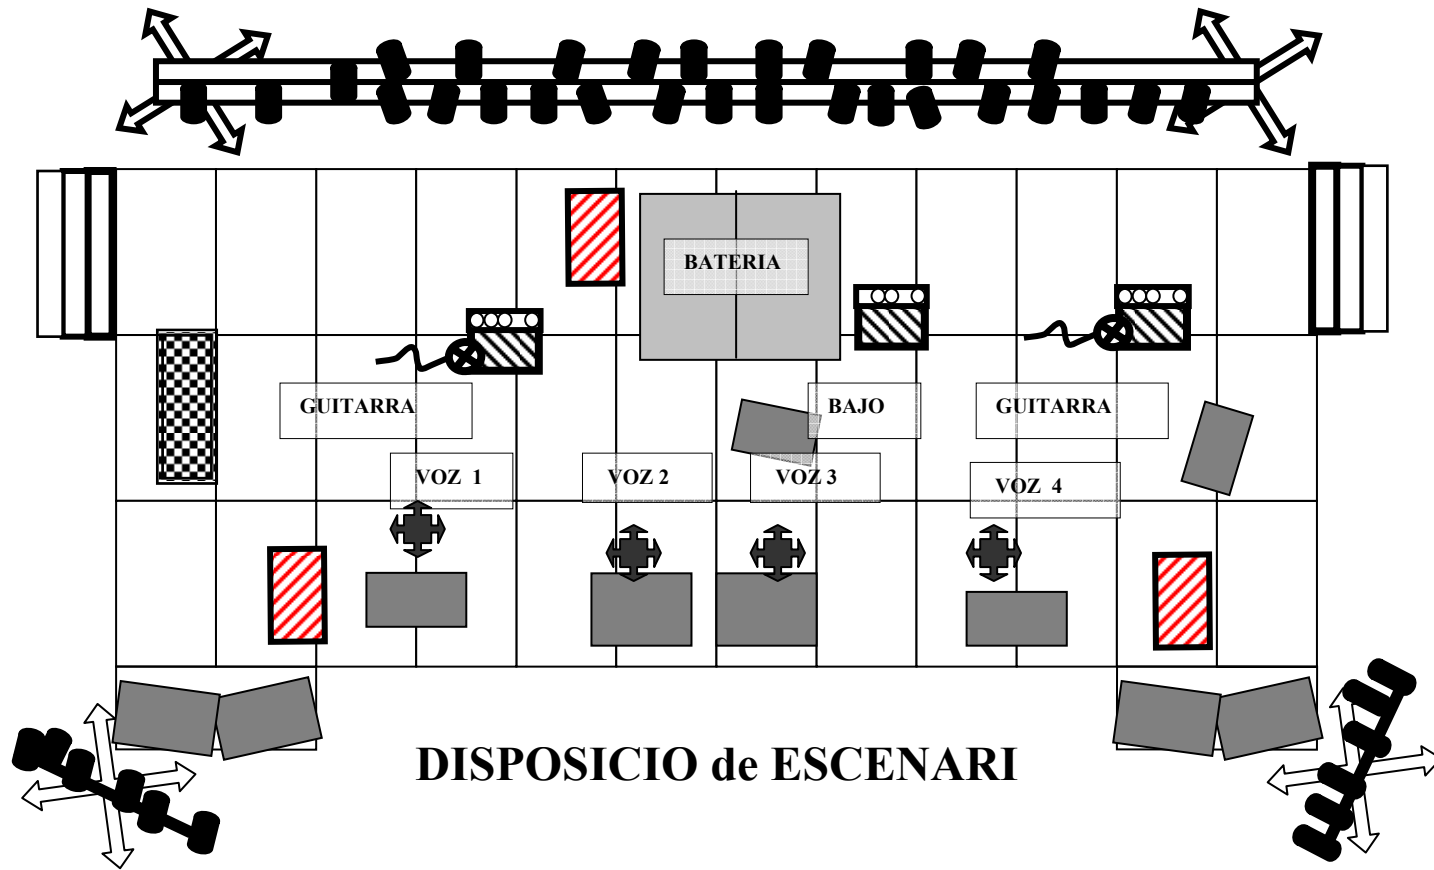 BATERIA
GUITARRA
BAJO
GUITARRA
VOZ 1
VOZ 2
VOZ 3
VOZ 4
DISPOSICIO de ESCENARI